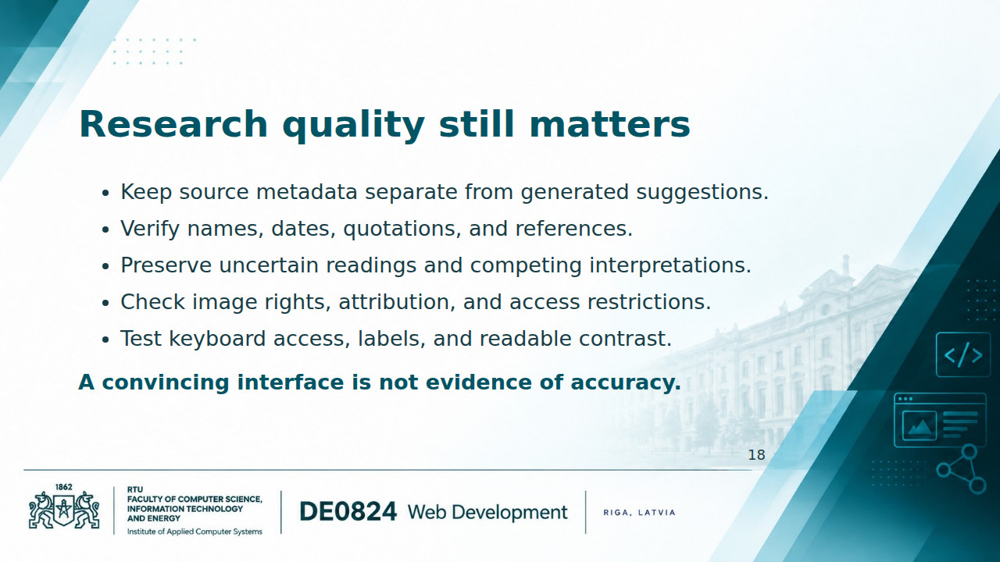 Research quality still matters
• Keep source metadata separate from generated suggestions.
• Verify names, dates, quotations, and references.
• Preserve uncertain readings and competing interpretations.
• Check image rights, attribution, and access restrictions.
• Test keyboard access, labels, and readable contrast.
A convincing interface is not evidence of accuracy.
</>
18
1862
RTU
FACULTY OF COMPUTER SCIENCE,
INFORMATION TECHNOLOGY
AND ENERGY
Institute of Applied Computer Systems
DE0824 Web Development
RIGA, LATVIA